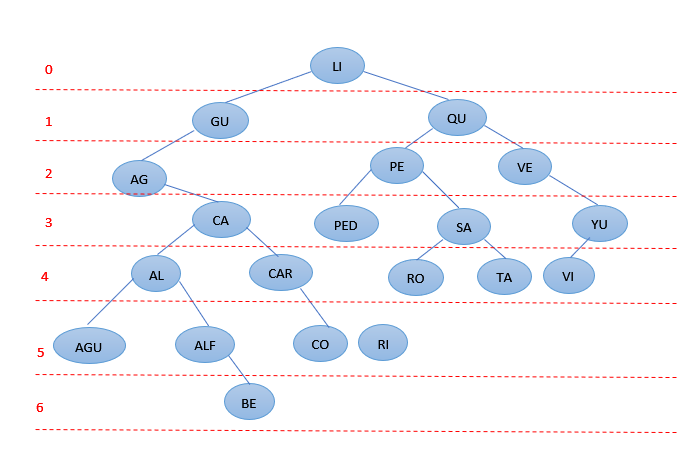 0 LI
1 GU QU
2 AG PE VE
3 CA PED SA YU
4 AL CAR RO TA VI
5 AGU ALF CO RI
6 BE